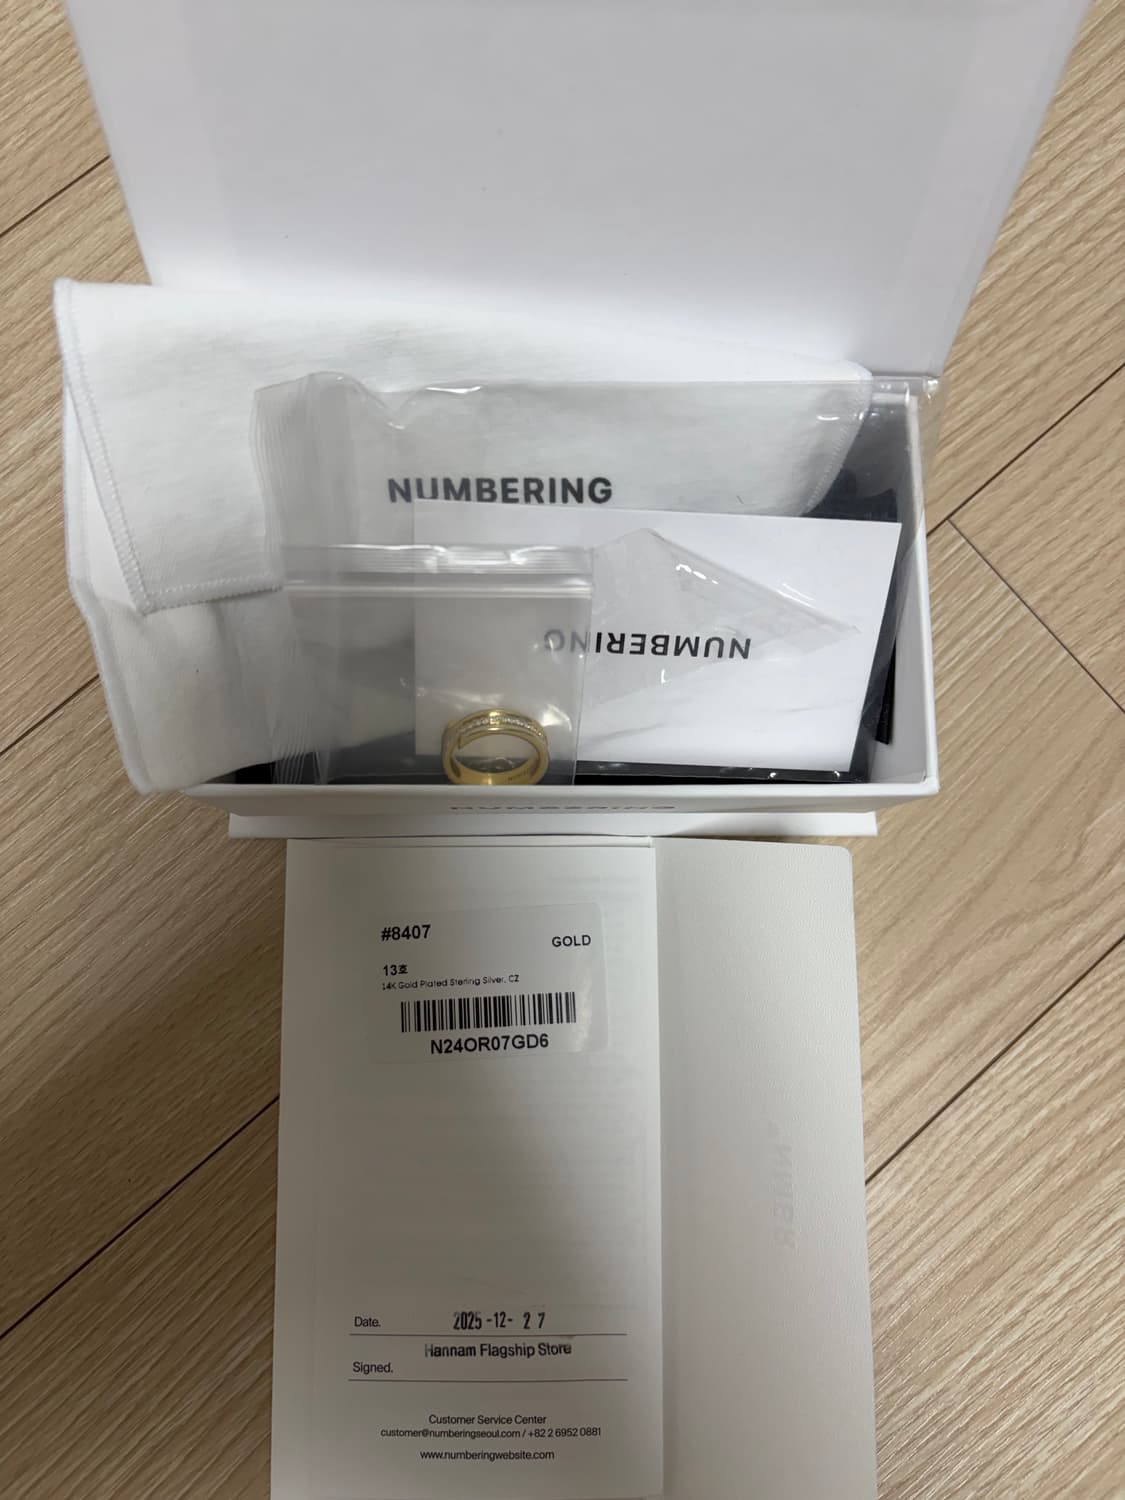 NUMBERING
NUMBERING
NUMBERING
#8407
GOLD
13호
14K Gold Plated Sterling Silver, CZ
N24OR07GD6
Date.
2025-12-27
Hannam Flagship Store
Signed.
Customer Service Center
customer@numberingseoul.com / +82 2 6952 0881
www.numberingwebsite.com